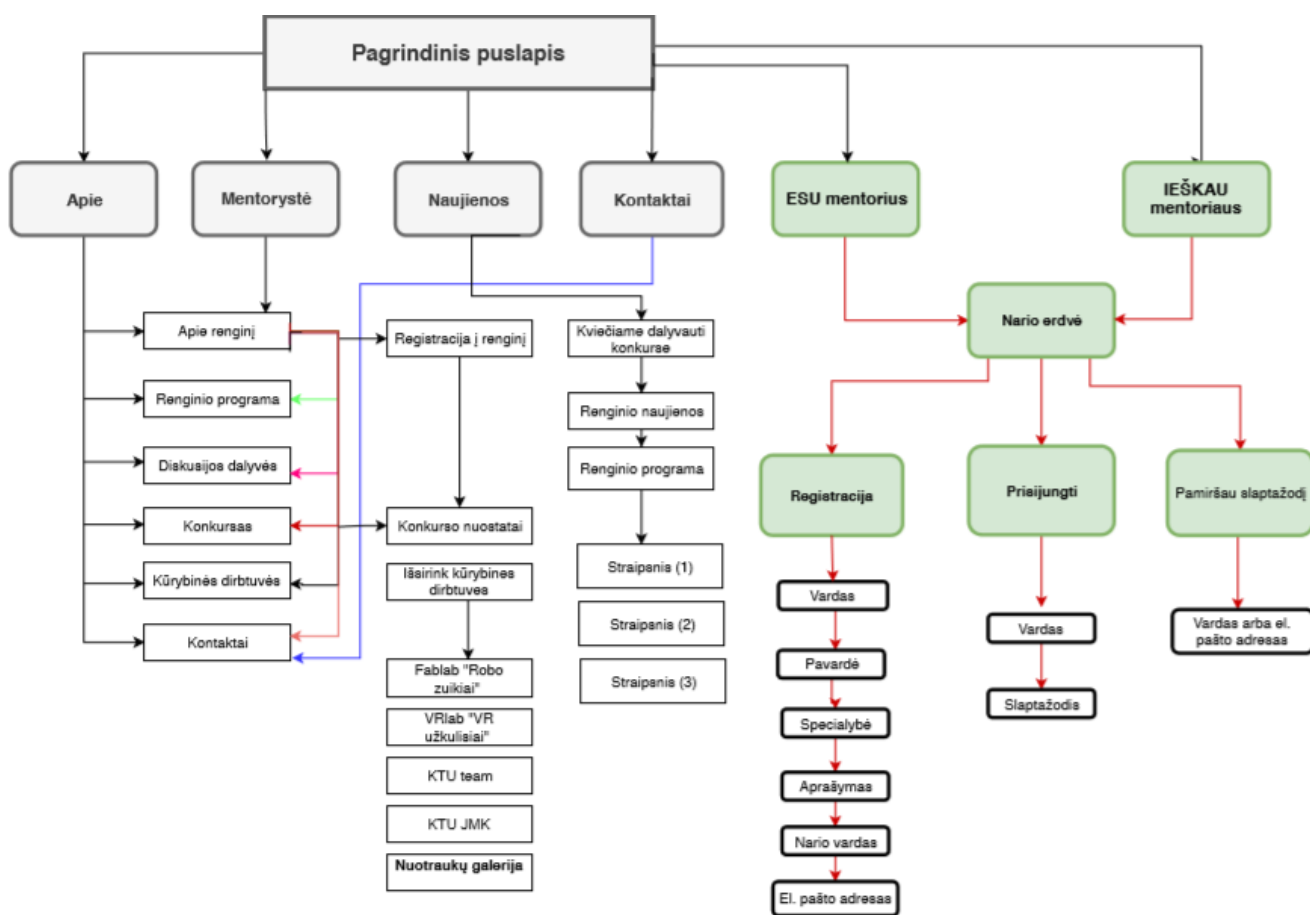 Pagrindinis puslapis
Apie
Mentorystė
Naujienos
Kontaktai
ESU mentorius
IEŠKAU
mentoriaus
Apie renginį
Renginio programa
Diskusijos dalyvės
Konkursas
Kūrybinės dirbtuvės
Kontaktai
Registracija į renginį
Konkurso nuostatai
Išsirink kūrybines
dirbtuves
Fablab "Robo
zuikiai"
VRlab "VR
užkulisiai"
KTU team
KTU JMK
Nuotraukų galerija
Kviečiame dalyvauti
konkurse
Renginio naujienos
Renginio programa
Straipsnis (1)
Straipsnis (2)
Straipsnis (3)
Nario erdvė
Registracija
Prisijungti
Pamiršau slaptažodį
Vardas
Pavardė
Specialybė
Aprašymas
Nario vardas
El. pašto adresas
Vardas
Slaptažodis
Vardas arba el.
pašto adresas